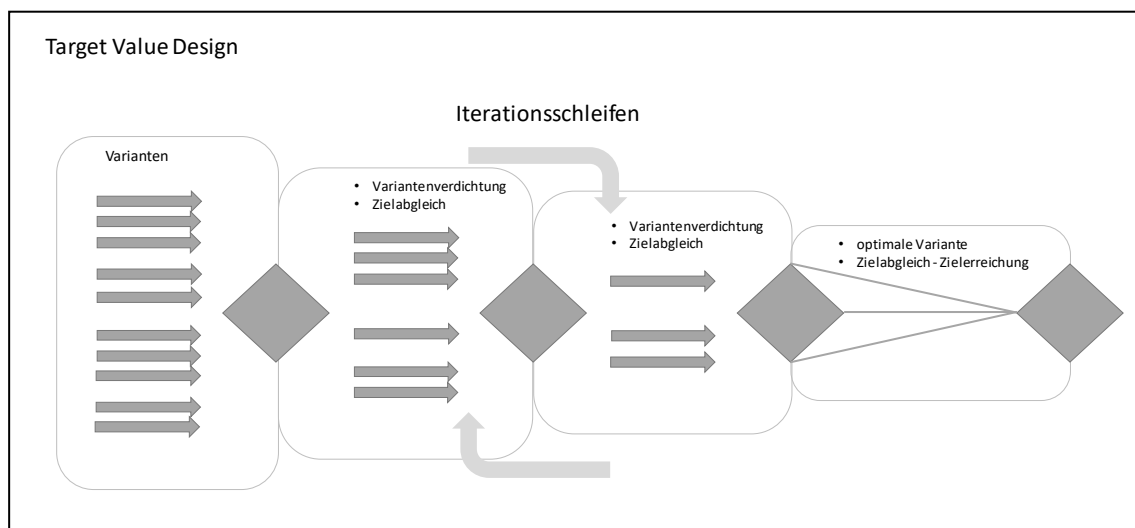 Target Value Design
Iterationsschleifen
Varianten
• Variantenverdichtung
• Zielabgleich
• Variantenverdichtung
• Zielabgleich
• optimale Variante
• Zielabgleich - Zielerreichung